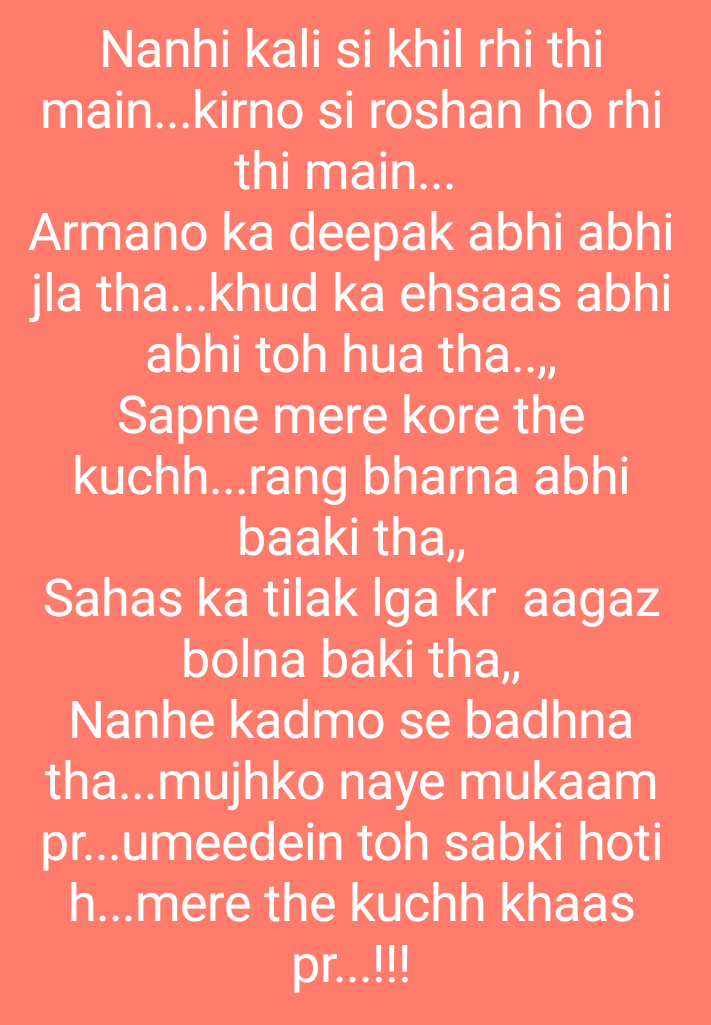 Nanhi kali si khil rhi thi
main...kirno si roshan ho rhi
thi main...
Armano ka deepak abhi abhi
jla tha...khud ka ehsaas abhi
abhi toh hua tha..,,
Sapne mere kore the
kuchh...rang bharna abhi
baaki tha,,
Sahas ka tilak lga kr  aagaz
bolna baki tha,,
Nanhe kadmo se badhna
tha...mujhko naye mukaam
pr...umeedein toh sabki hoti
h...mere the kuchh khaas
pr...!!!